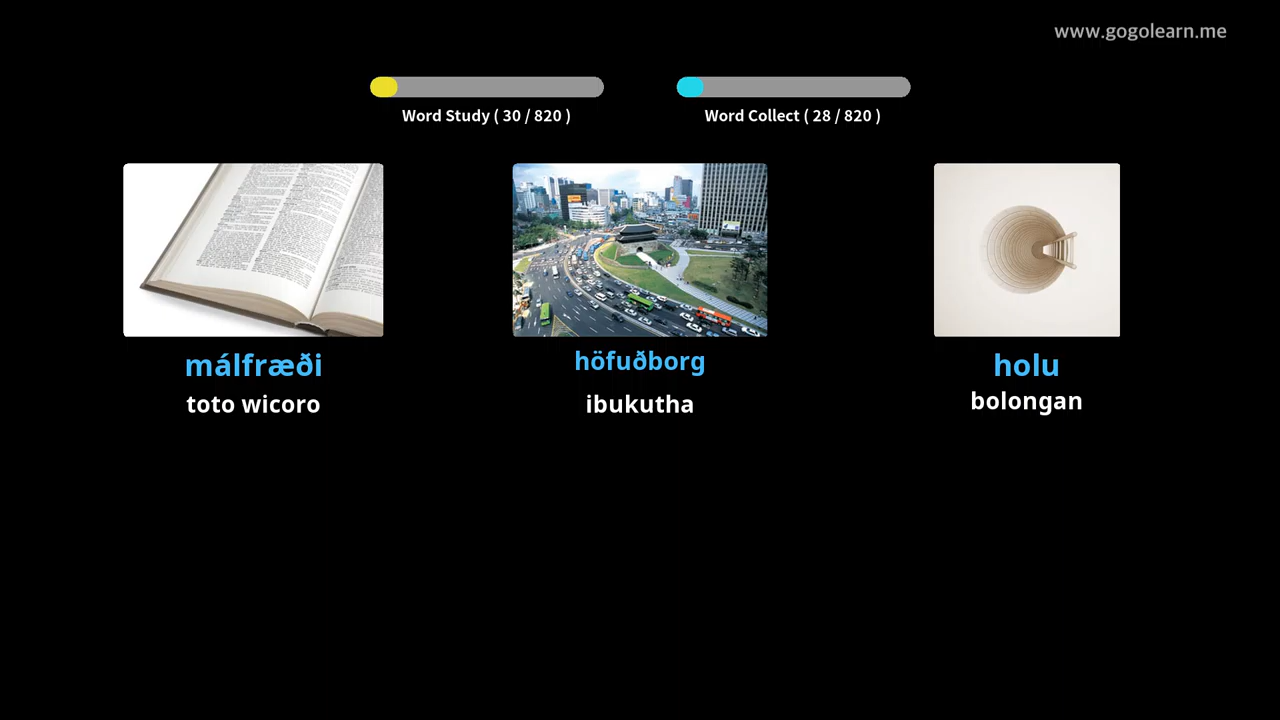 www.gogolearn.me
Word Study ( 30 / 820 )
Word Collect ( 28 / 820 )
málfræði
höfuðborg
holu
toto wicoro
ibukutha
bolongan